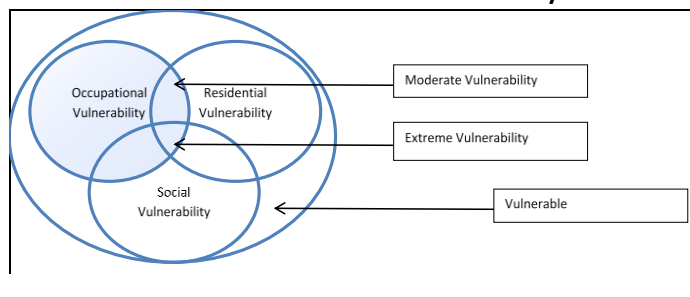 Occupational
Vulnerability
Residential
Vulnerability
Social
Vulnerability
Moderate Vulnerability
Extreme Vulnerability
Vulnerable